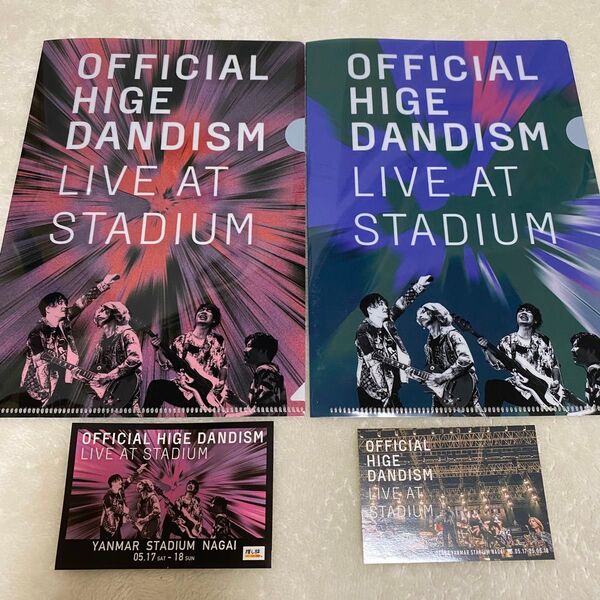 OFFICIAL
HIGE
DANDISM
LIVE AT
STADIUM
OFFICIAL
HIGE
DANDISM
LIVE AT
STADIUM
OFFICIAL HIGE DANDISM
LIVE AT STADIUM
YANMAR STADIUM NAGAI
05.17 SAT - 18 SUN
OFFICIAL
HIGE
DANDISM
LIVE AT
STADIUM
YANMAR STADIUM NAGAI